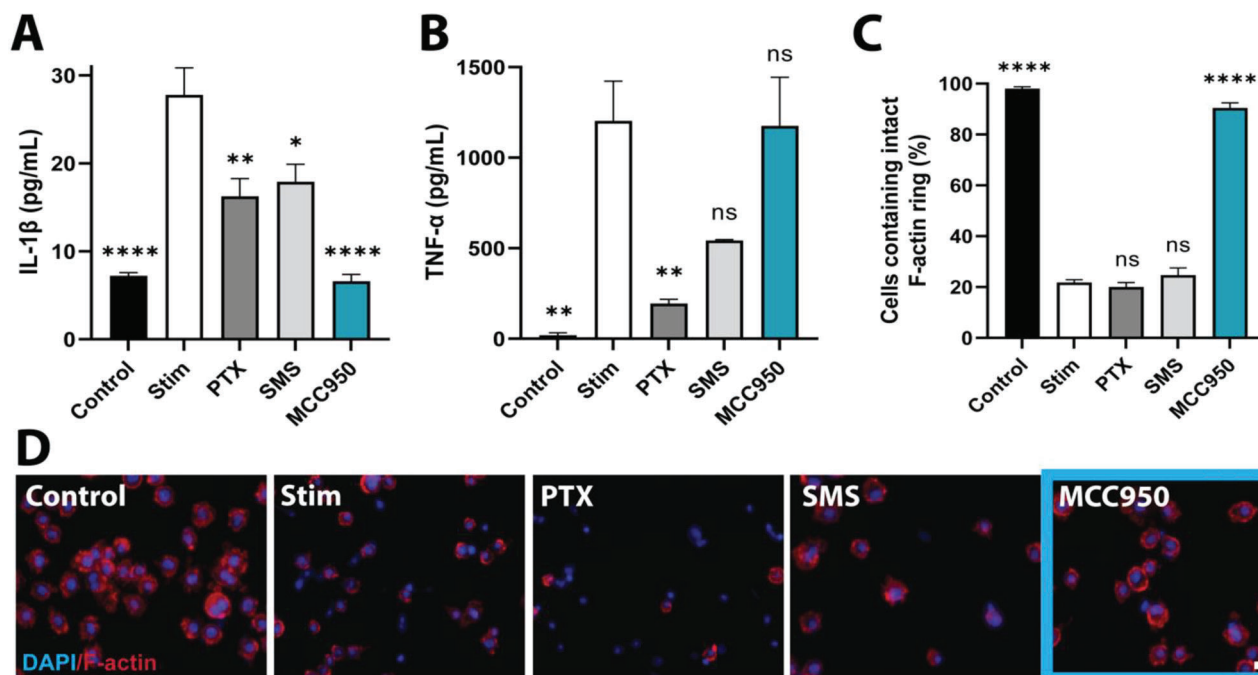 A
IL-1β (pg/mL)
30
20
10
0
****
**
*
****
Control
Stim
PTX
SMS
MCC950
B
TNF-α (pg/mL)
1500
1000
500
0
**
**
ns
ns
Control
Stim
PTX
SMS
MCC950
C
Cells containing intact
F-actin ring (%)
100
80
60
40
20
0
****
ns
ns
****
Control
Stim
PTX
SMS
MCC950
D
Control
Stim
PTX
SMS
MCC950
DAPI/F-actin